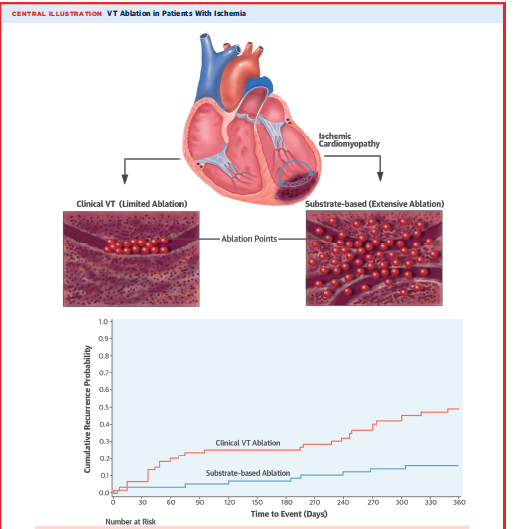 CENTRAL ILLUSTRATION VT Ablation in Patients With Ischemia
Ischemic
Cardiomyopathy
Clinical VT (Limited Ablation)
Substrate-based (Extensive Ablation)
Ablation Points
Cumulative Recurrence Probability
1.0
0.9
0.8
0.7
0.6
0.5
0.4
0.3
0.2
0.1
0.0
Clinical VT Ablation
Substrate-based Ablation
0 30 60 90 120 150 180 210 240 270 300 330 360
Time to Event (Days)
Number at Risk